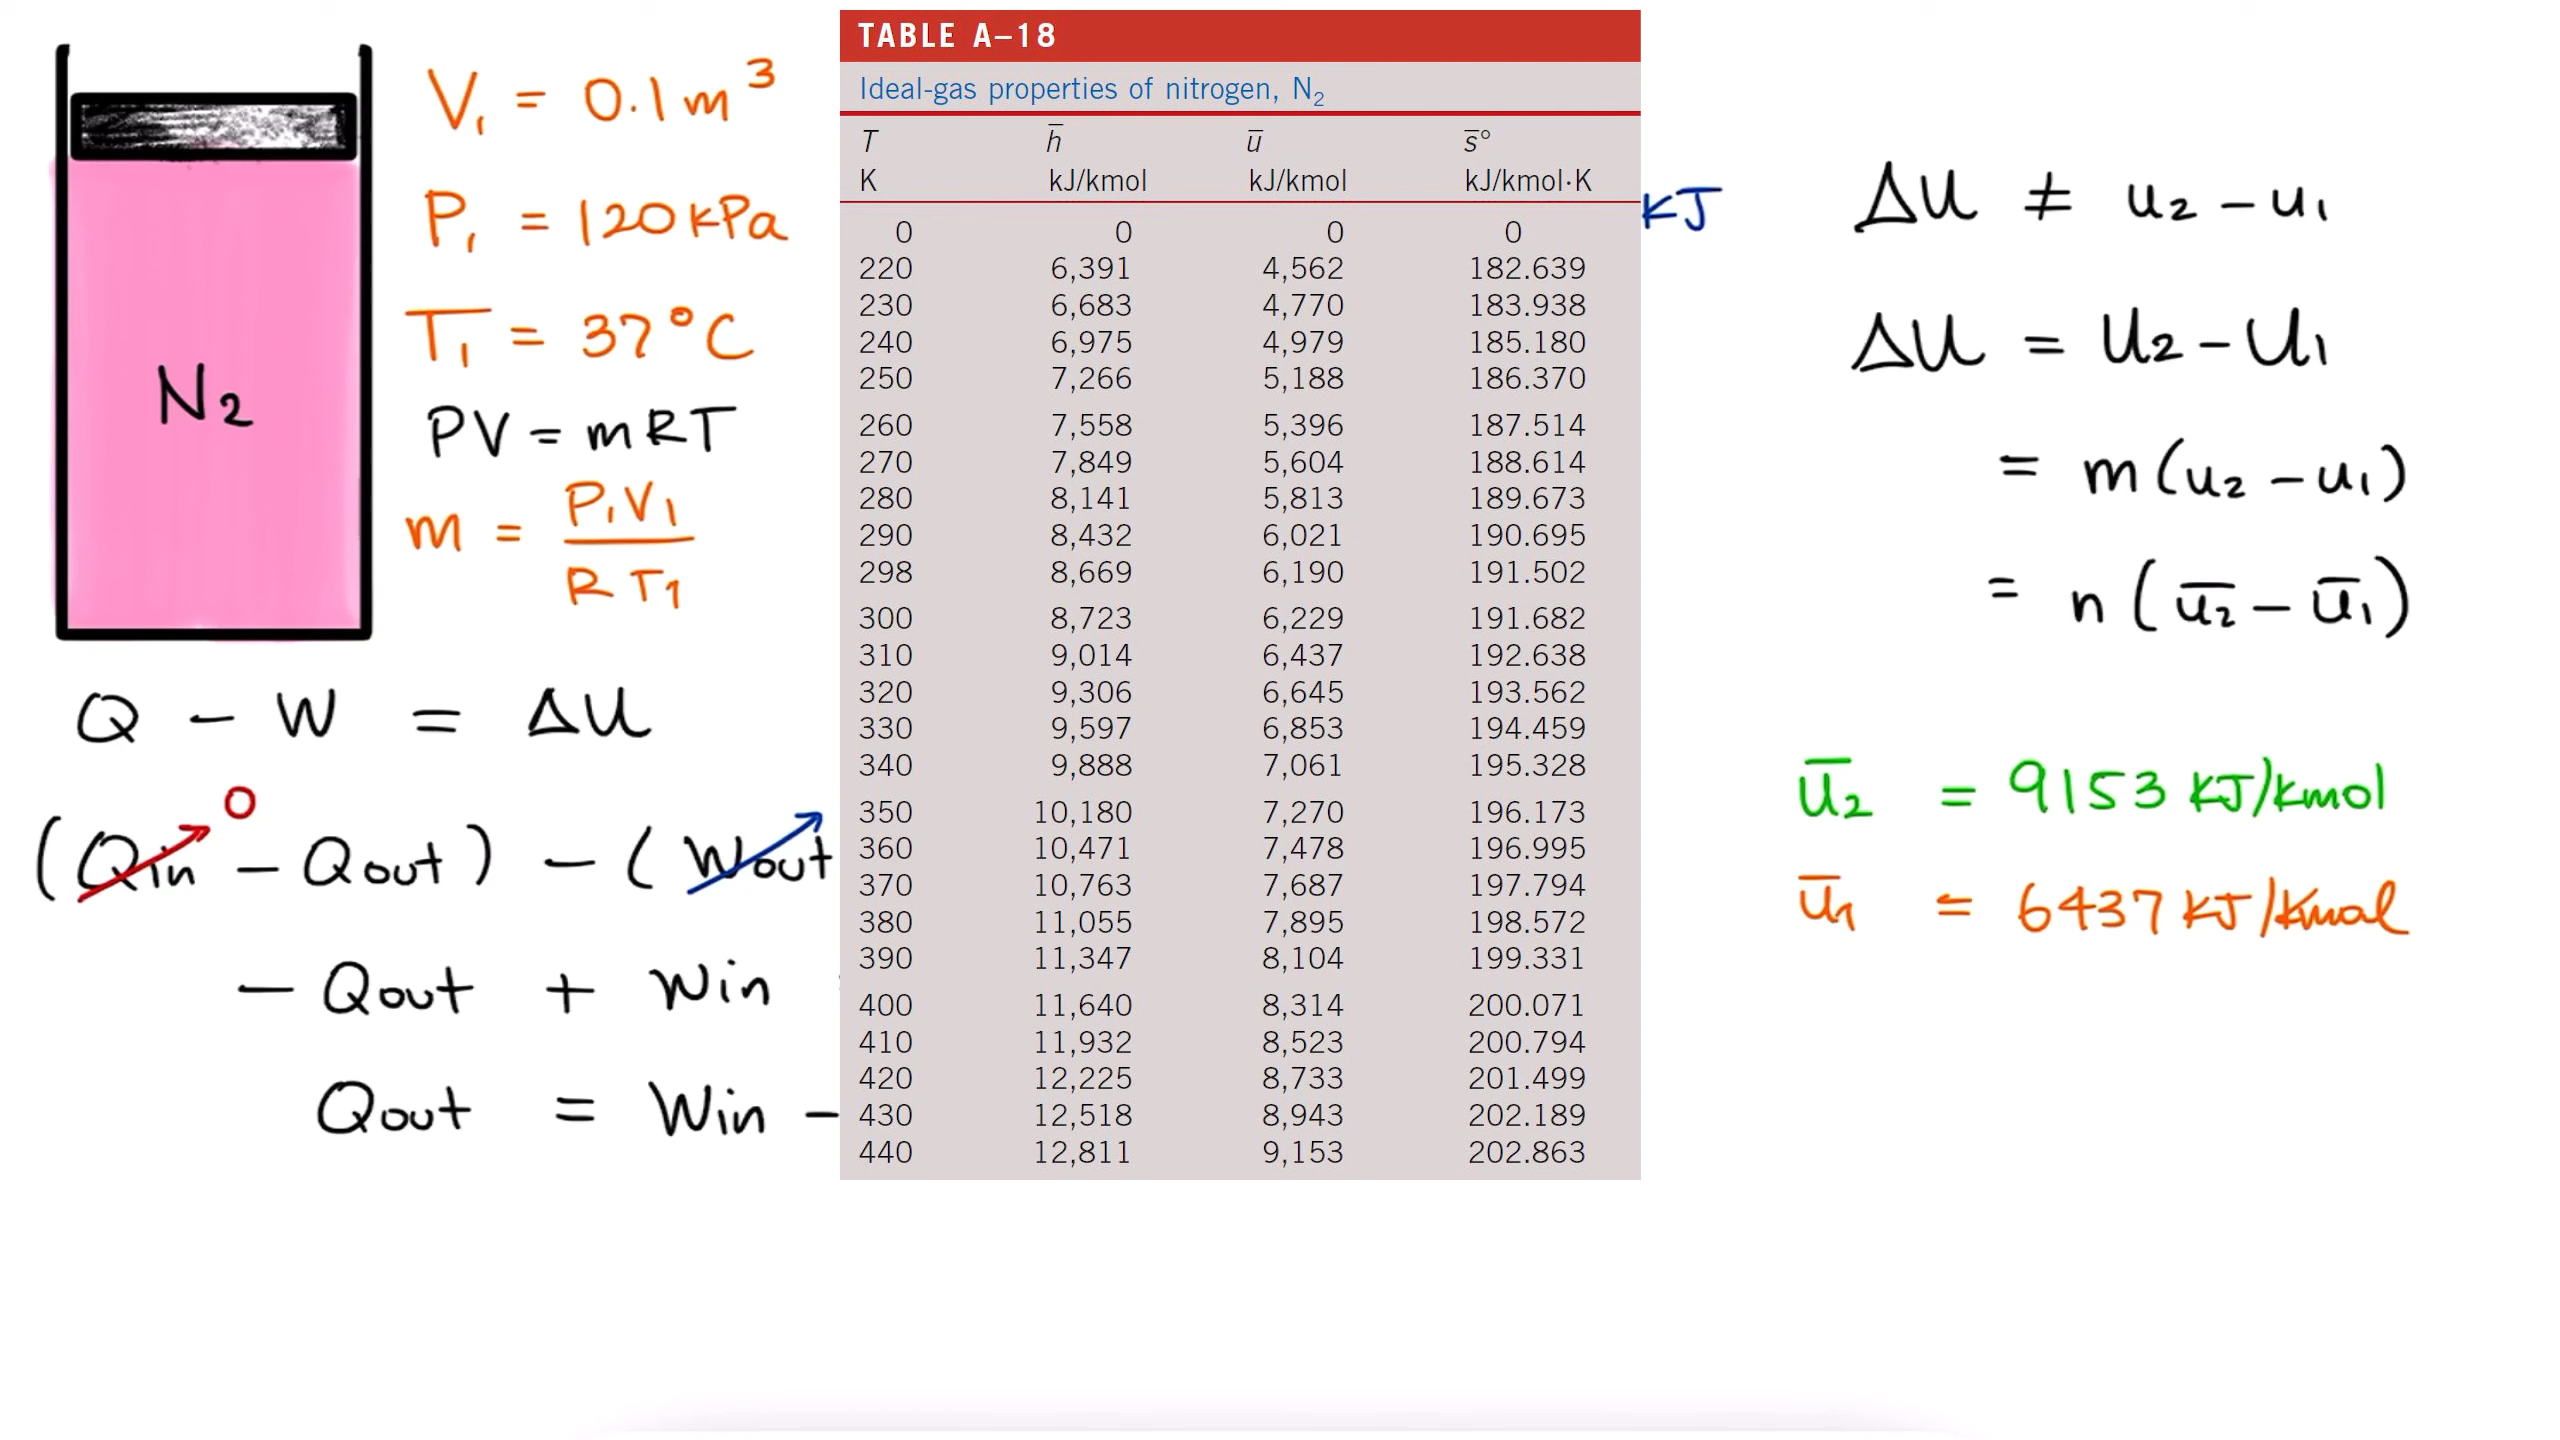 V₁ = 0.1 m³
P₁ = 120 kPa
T₁ = 37°C
PV = mRT
m = P₁V₁ / RT₁
N₂
Q - W = ΔU
(Qin 0 - Qout) - (Wout
- Qout + Win
Qout = Win -
TABLE A–18
Ideal-gas properties of nitrogen, N₂
T h̅ u̅ s̅°
K kJ/kmol kJ/kmol kJ/kmol·K
0 0 0 0
220 6,391 4,562 182.639
230 6,683 4,770 183.938
240 6,975 4,979 185.180
250 7,266 5,188 186.370
260 7,558 5,396 187.514
270 7,849 5,604 188.614
280 8,141 5,813 189.673
290 8,432 6,021 190.695
298 8,669 6,190 191.502
300 8,723 6,229 191.682
310 9,014 6,437 192.638
320 9,306 6,645 193.562
330 9,597 6,853 194.459
340 9,888 7,061 195.328
350 10,180 7,270 196.173
360 10,471 7,478 196.995
370 10,763 7,687 197.794
380 11,055 7,895 198.572
390 11,347 8,104 199.331
400 11,640 8,314 200.071
410 11,932 8,523 200.794
420 12,225 8,733 201.499
430 12,518 8,943 202.189
440 12,811 9,153 202.863
kJ
ΔU ≠ u₂ - u₁
ΔU = U₂ - U₁
= m(u₂ - u₁)
= n(u̅₂ - u̅₁)
u̅₂ = 9153 kJ/kmol
u̅₁ = 6437 kJ/kmol